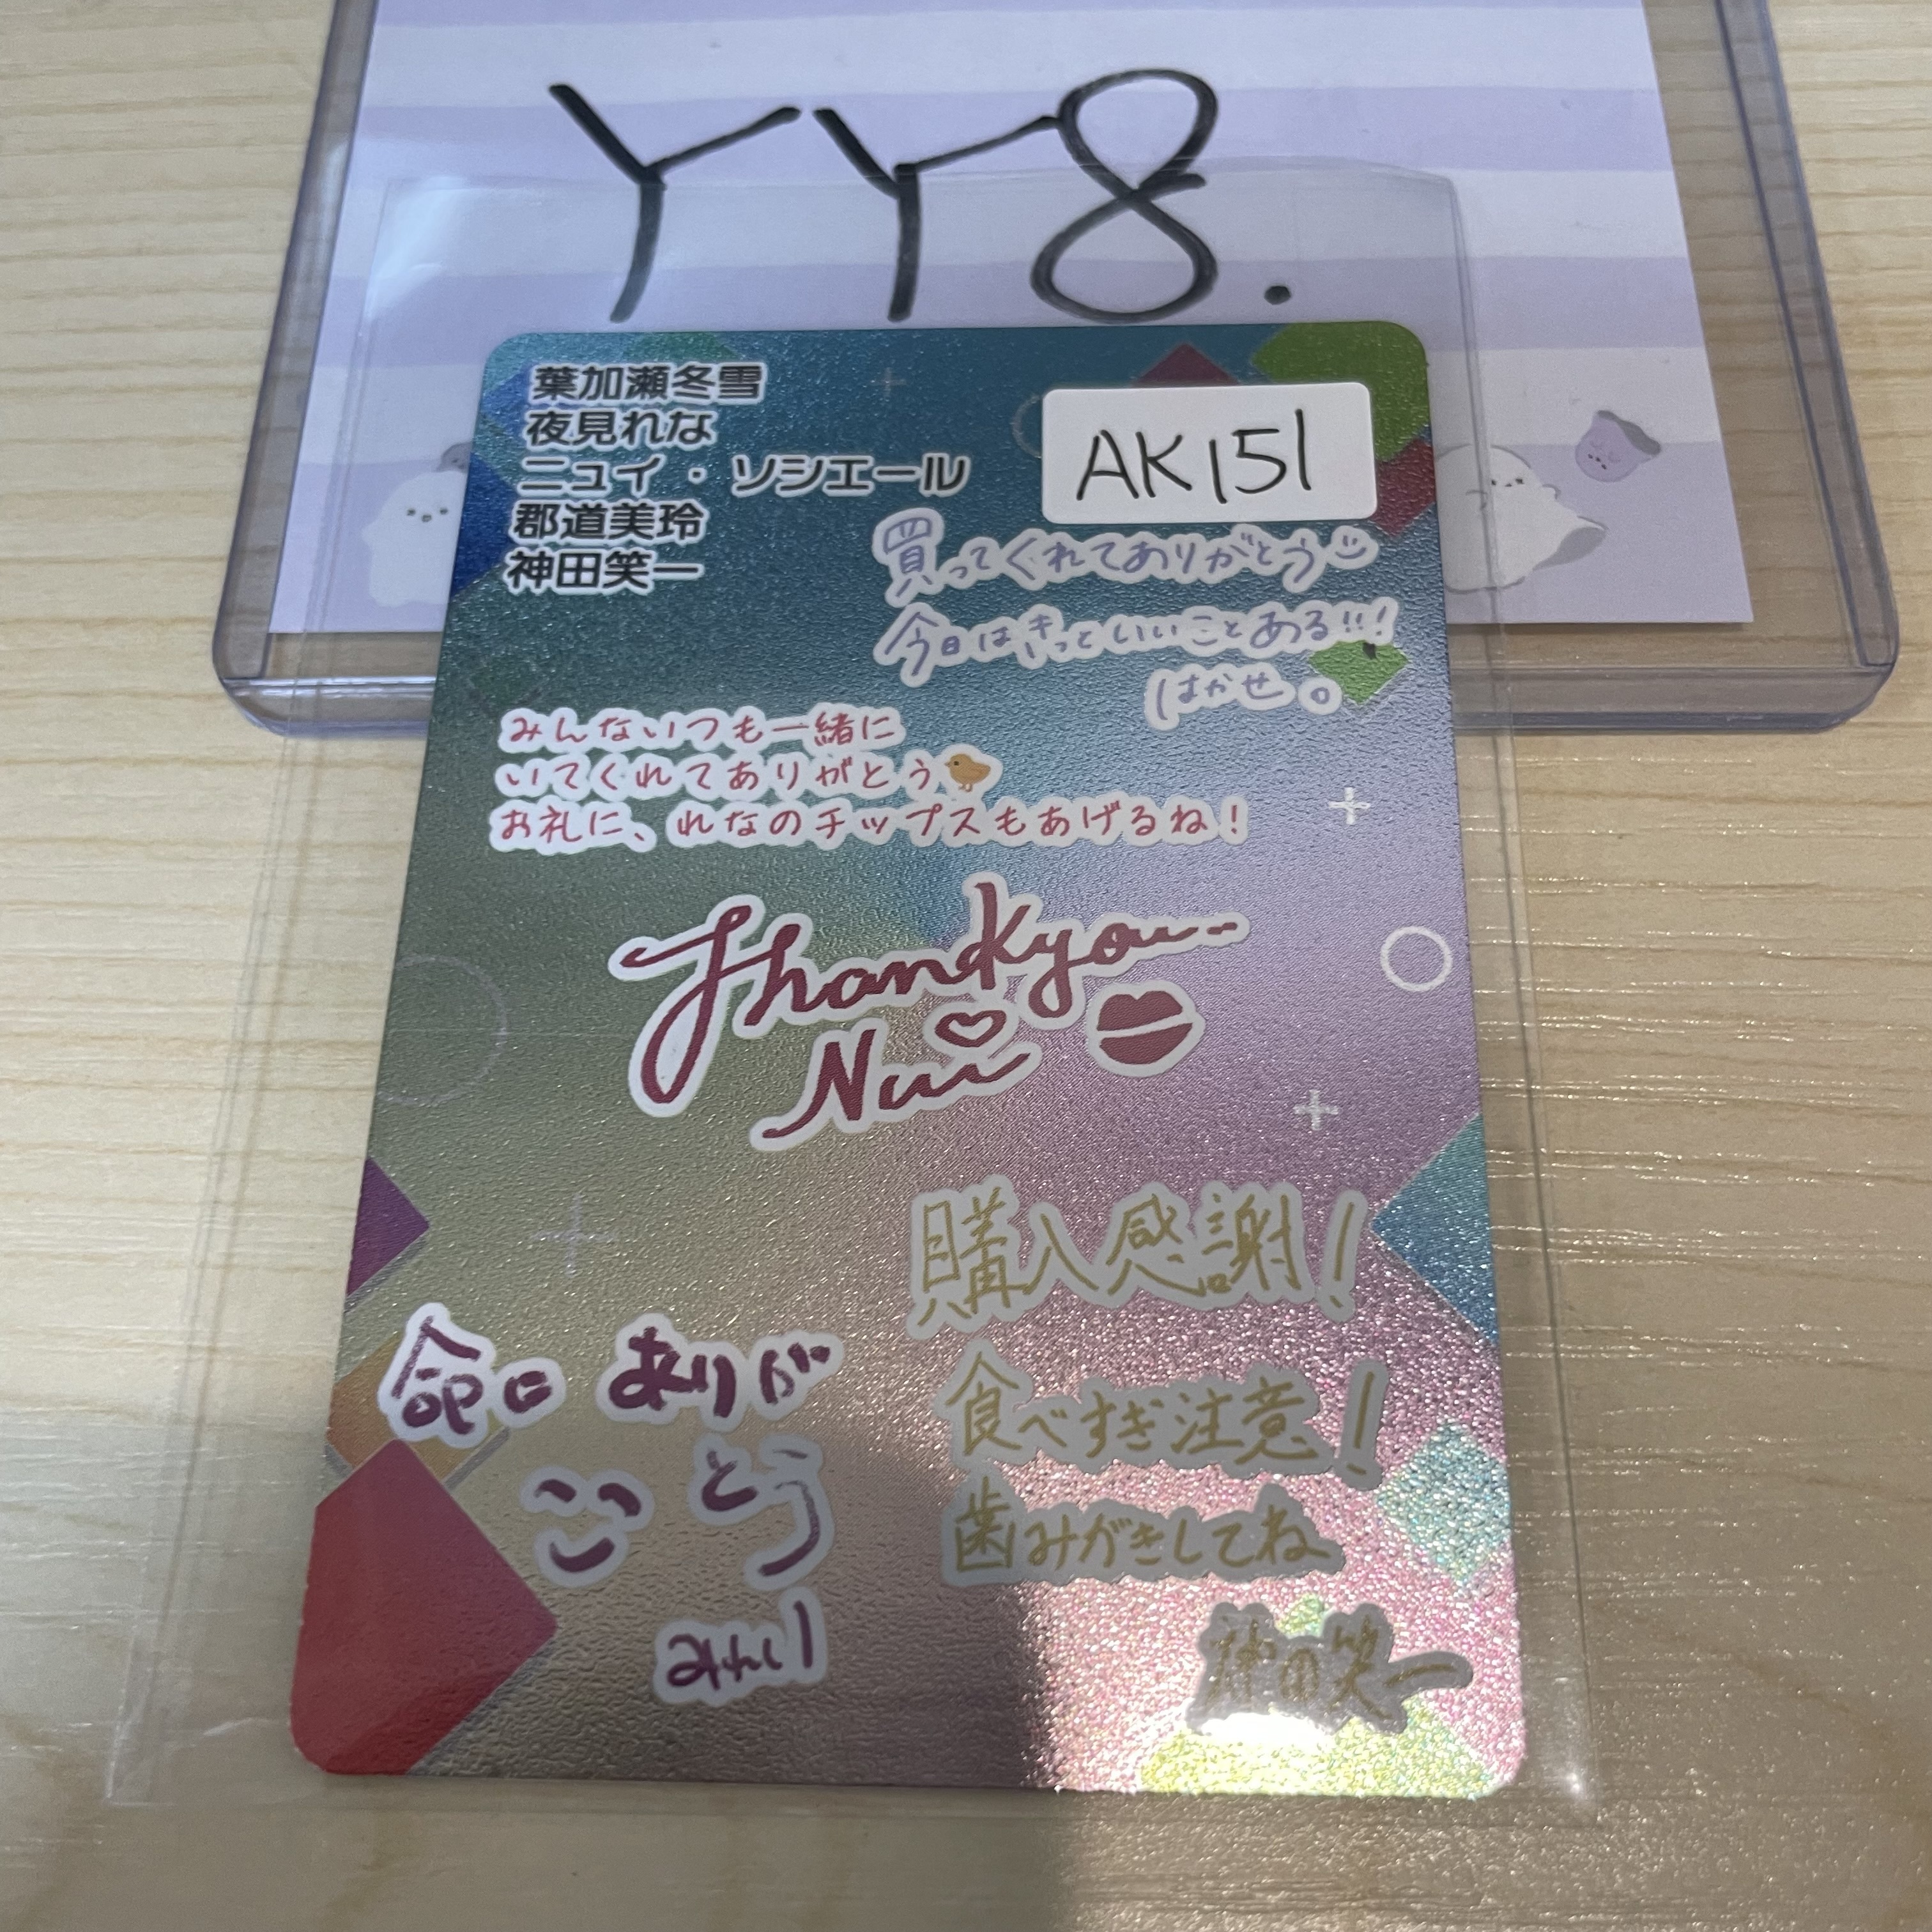 YY8.
葉加瀬冬雪
夜見れな
ニュイ・ソシエール
郡道美玲
神田笑一
AK151
買ってくれてありがとう
今日はきっといいことある!!!
はかせ。
みんないつも一緒に
いてくれてありがとう
お礼に、れなのチップスもあげるね!
Thankyou
Nui
購入感謝!
食べすぎ注意!
歯みがきしてね
神田笑一
命に ありが
とう
みれい